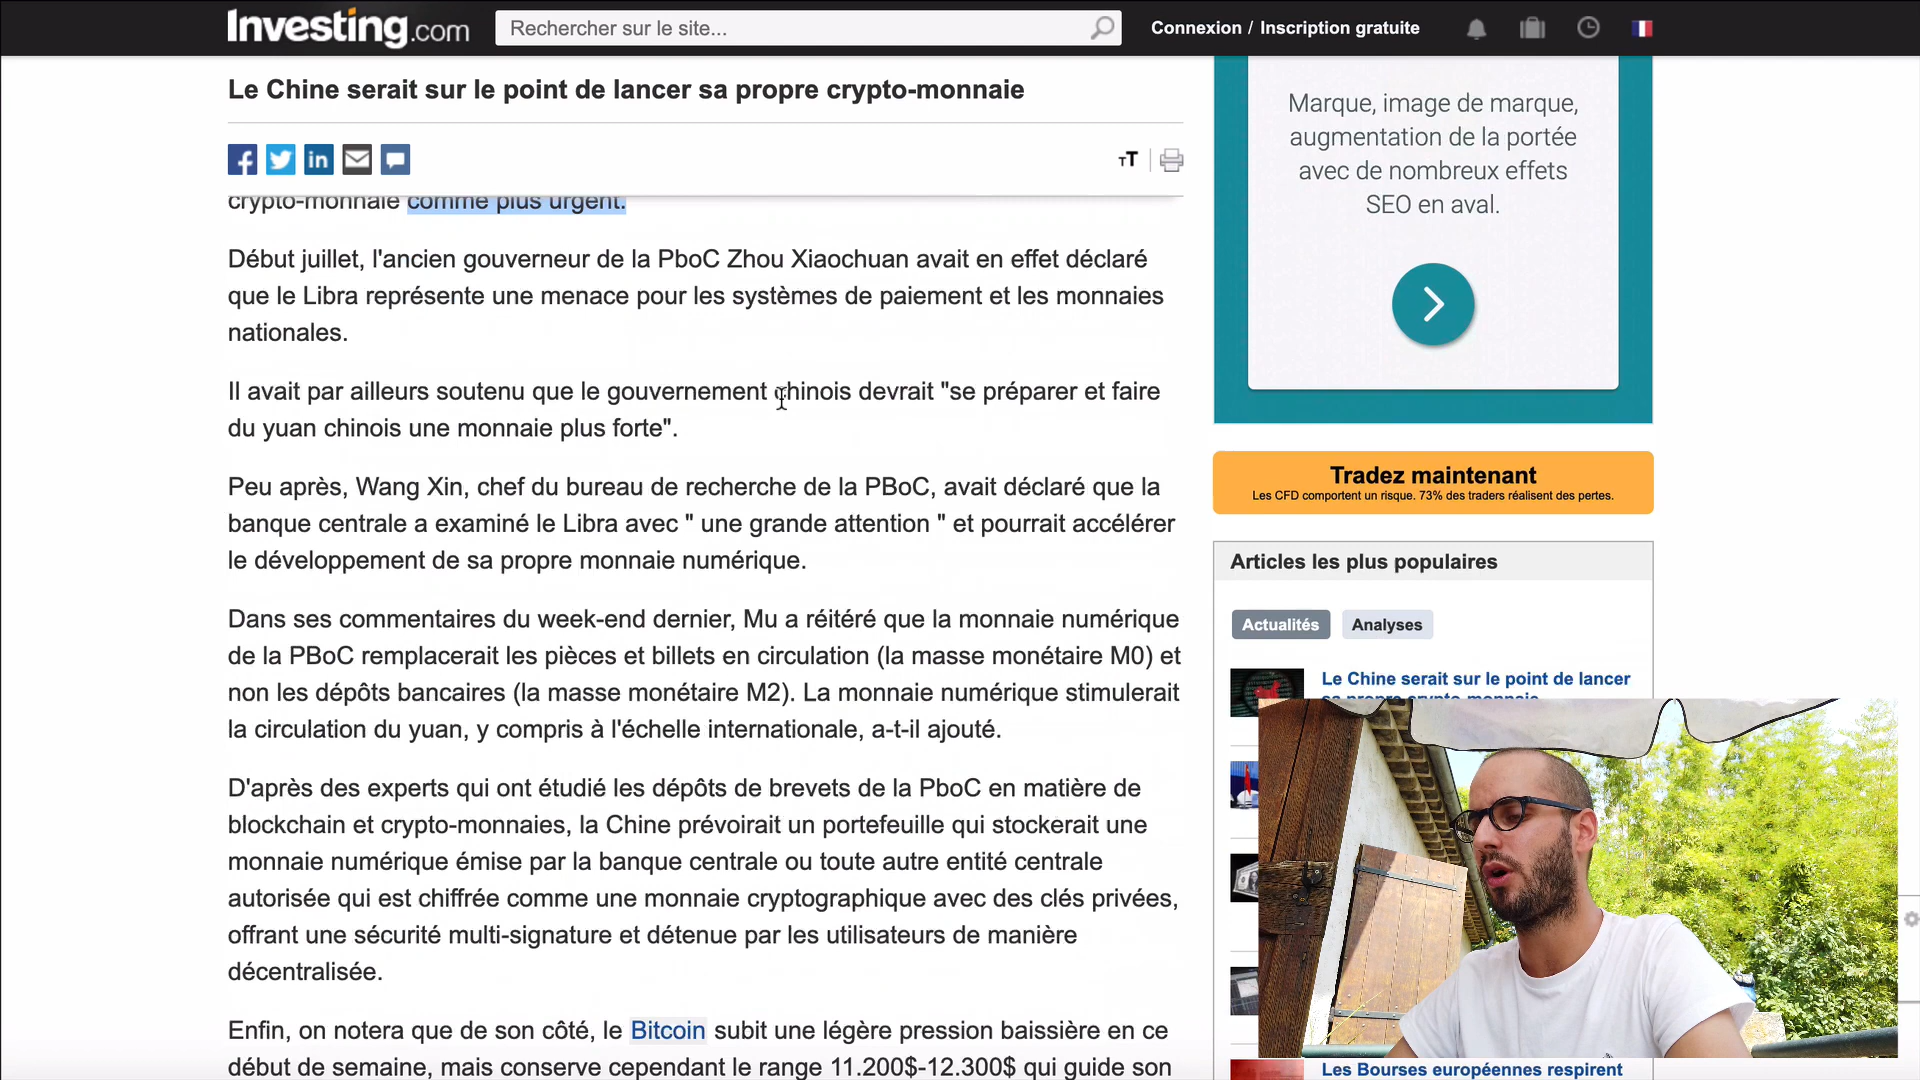 Investing.com
Rechercher sur le site...
Connexion / Inscription gratuite
Le Chine serait sur le point de lancer sa propre crypto-monnaie
TT
crypto-monnaie comme plus urgent.
Début juillet, l'ancien gouverneur de la PboC Zhou Xiaochuan avait en effet déclaré
que le Libra représente une menace pour les systèmes de paiement et les monnaies
nationales.
Il avait par ailleurs soutenu que le gouvernement chinois devrait "se préparer et faire
du yuan chinois une monnaie plus forte".
Peu après, Wang Xin, chef du bureau de recherche de la PBoC, avait déclaré que la
banque centrale a examiné le Libra avec " une grande attention " et pourrait accélérer
le développement de sa propre monnaie numérique.
Dans ses commentaires du week-end dernier, Mu a réitéré que la monnaie numérique
de la PBoC remplacerait les pièces et billets en circulation (la masse monétaire M0) et
non les dépôts bancaires (la masse monétaire M2). La monnaie numérique stimulerait
la circulation du yuan, y compris à l'échelle internationale, a-t-il ajouté.
D'après des experts qui ont étudié les dépôts de brevets de la PboC en matière de
blockchain et crypto-monnaies, la Chine prévoirait un portefeuille qui stockerait une
monnaie numérique émise par la banque centrale ou toute autre entité centrale
autorisée qui est chiffrée comme une monnaie cryptographique avec des clés privées,
offrant une sécurité multi-signature et détenue par les utilisateurs de manière
décentralisée.
Enfin, on notera que de son côté, le Bitcoin subit une légère pression baissière en ce
début de semaine, mais conserve cependant le range 11.200$-12.300$ qui guide son
Marque, image de marque,
augmentation de la portée
avec de nombreux effets
SEO en aval.
Tradez maintenant
Les CFD comportent un risque. 73% des traders réalisent des pertes.
Articles les plus populaires
Actualités
Analyses
Le Chine serait sur le point de lancer
sa propre crypto-monnaie
Les Bourses européennes respirent